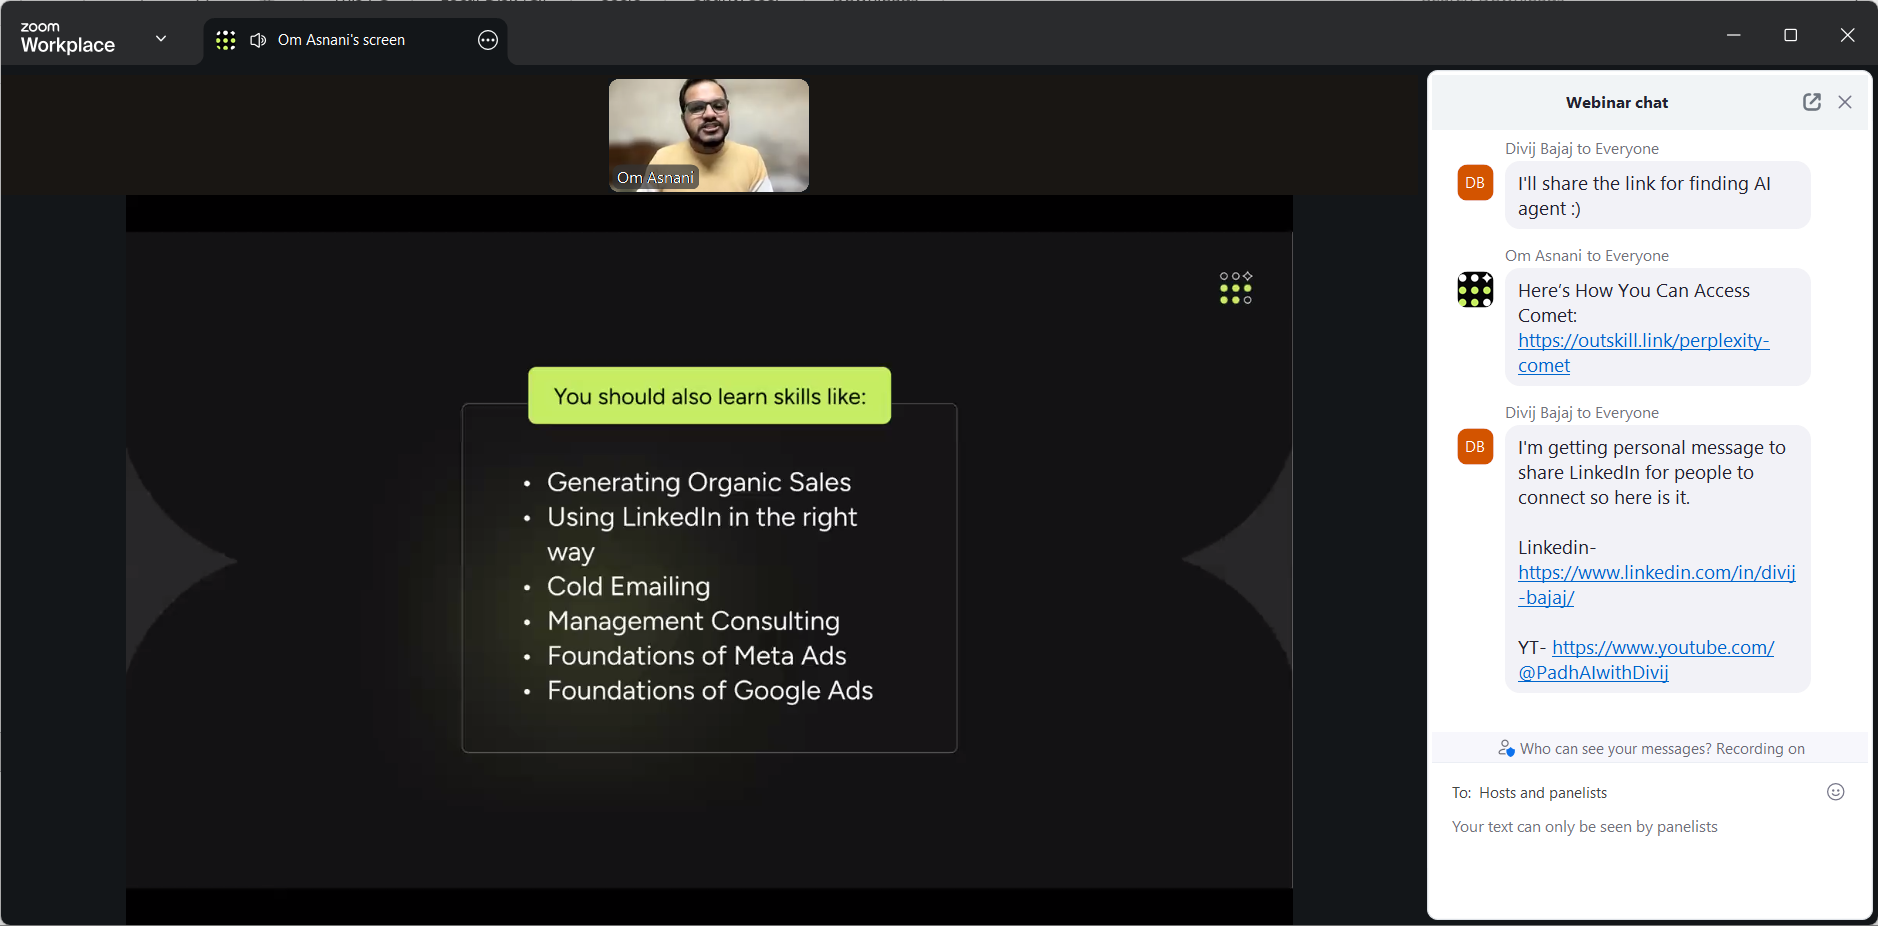 zoom
Workplace
Om Asnani's screen
Om Asnani
You should also learn skills like:
• Generating Organic Sales
• Using LinkedIn in the right
way
• Cold Emailing
• Management Consulting
• Foundations of Meta Ads
• Foundations of Google Ads
Webinar chat
Divij Bajaj to Everyone
DB
I'll share the link for finding AI
agent :)
Om Asnani to Everyone
Here’s How You Can Access
Comet:
https://outskill.link/perplexity-
comet
Divij Bajaj to Everyone
DB
I'm getting personal message to
share LinkedIn for people to
connect so here is it.
Linkedin-
https://www.linkedin.com/in/divij
-bajaj/
YT- https://www.youtube.com/
@PadhAIwithDivij
Who can see your messages? Recording on
To: Hosts and panelists
Your text can only be seen by panelists